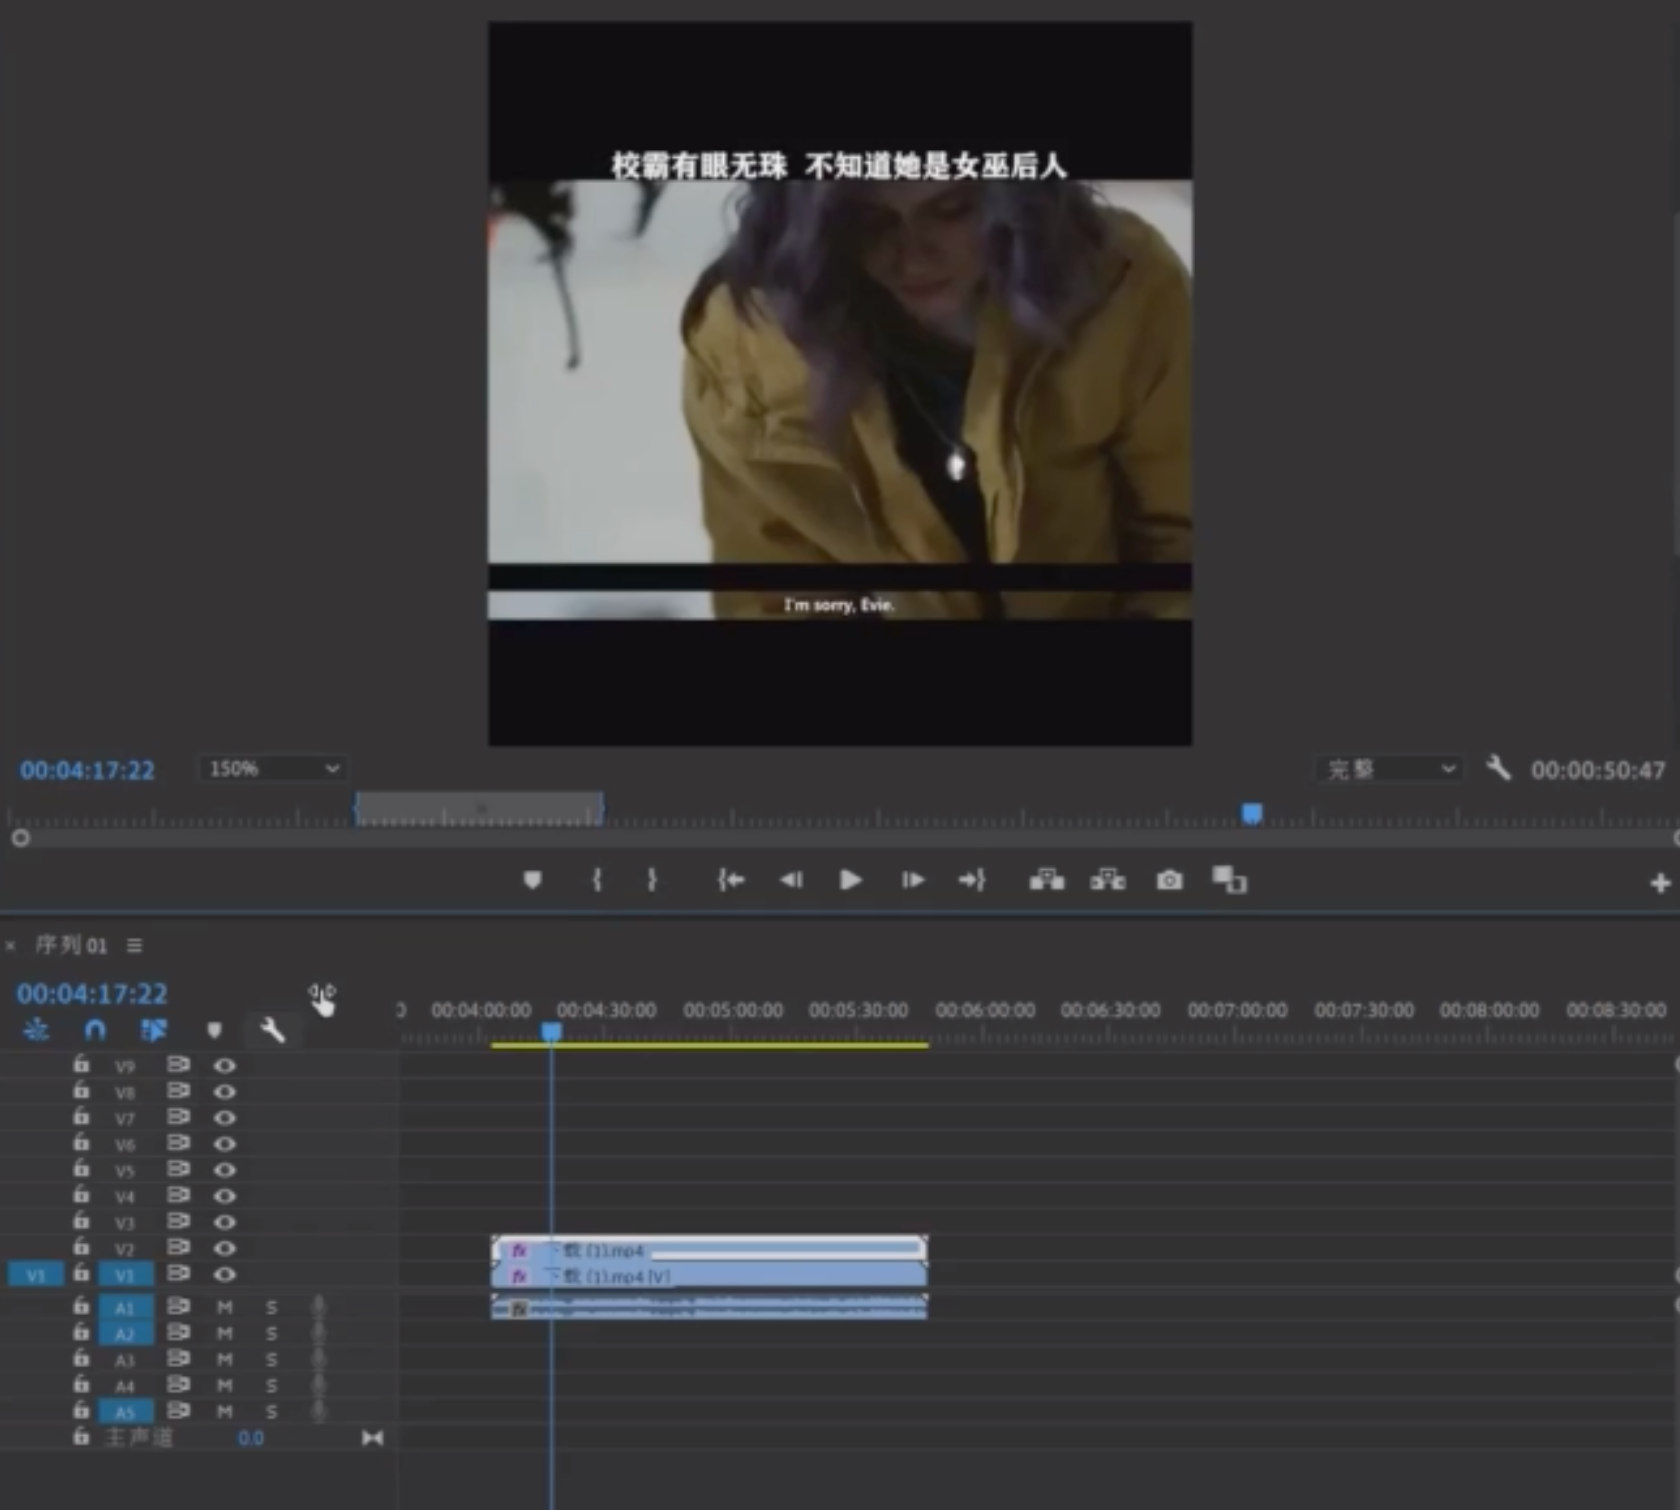 校霸有眼无珠 不知道她是女巫后人
I'm sorry, Evie.
00:04:17:22
150%
完整
00:00:50:47
× 序列 01
00:04:17:22
00:04:00:00 00:04:30:00 00:05:00:00 00:05:30:00 00:06:00:00 00:06:30:00 00:07:00:00 00:07:30:00 00:08:00:00 00:08:30:00
V9
V8
V7
V6
V5
V4
V3
V2 fx 下载 (1).mp4
V1 V1 fx 下载 (1).mp4 [V]
A1 M S fx
A2 M S
A3 M S
A4 M S
A5 M S
主声道 0.0